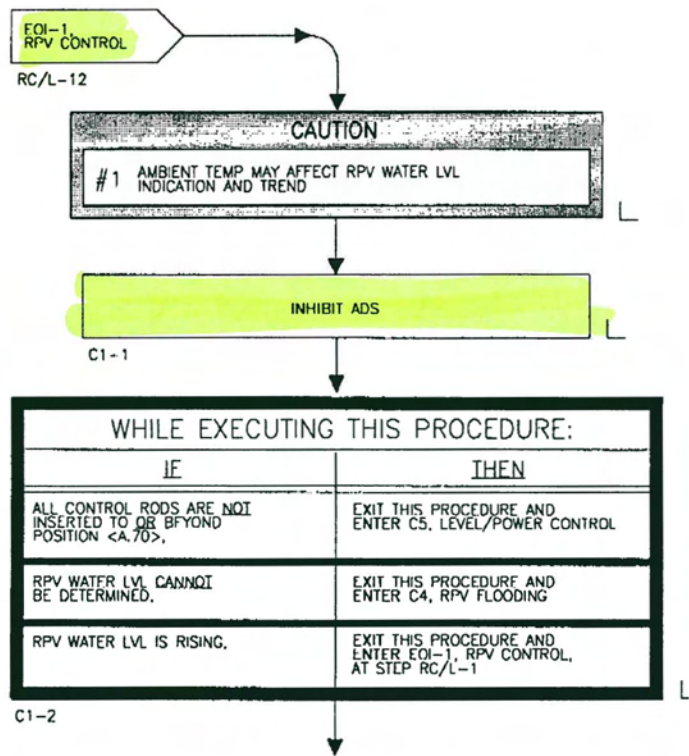 EOI-1,
RPV CONTROL
RC/L-12
CAUTION
#1 AMBIENT TEMP MAY AFFECT RPV WATER LVL
INDICATION AND TREND
INHIBIT ADS
C1-1
WHILE EXECUTING THIS PROCEDURE:
IF
THEN
ALL CONTROL RODS ARE NOT
INSERTED TO OR BEYOND
POSITION <A.70>,
EXIT THIS PROCEDURE AND
ENTER C5, LEVEL/POWER CONTROL
RPV WATER LVL CANNOT
BE DETERMINED,
EXIT THIS PROCEDURE AND
ENTER C4, RPV FLOODING
RPV WATER LVL IS RISING,
EXIT THIS PROCEDURE AND
ENTER EOI-1, RPV CONTROL,
AT STEP RC/L-1
C1-2